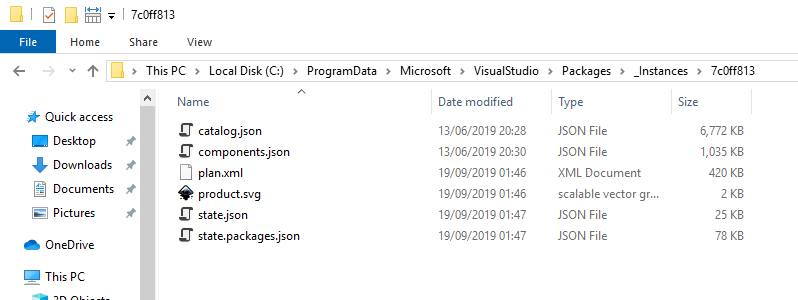 7c0ff813
File Home Share View
This PC Local Disk (C:) ProgramData Microsoft VisualStudio Packages _Instances 7c0ff813
Name Date modified Type Size
Quick access
Desktop
Downloads
Documents
Pictures
OneDrive
This PC
3D Objects
catalog.json 13/06/2019 20:28 JSON File 6,772 KB
components.json 13/06/2019 20:30 JSON File 1,035 KB
plan.xml 19/09/2019 01:46 XML Document 420 KB
product.svg 19/09/2019 01:46 scalable vector gr... 2 KB
state.json 19/09/2019 01:47 JSON File 25 KB
state.packages.json 19/09/2019 01:47 JSON File 78 KB